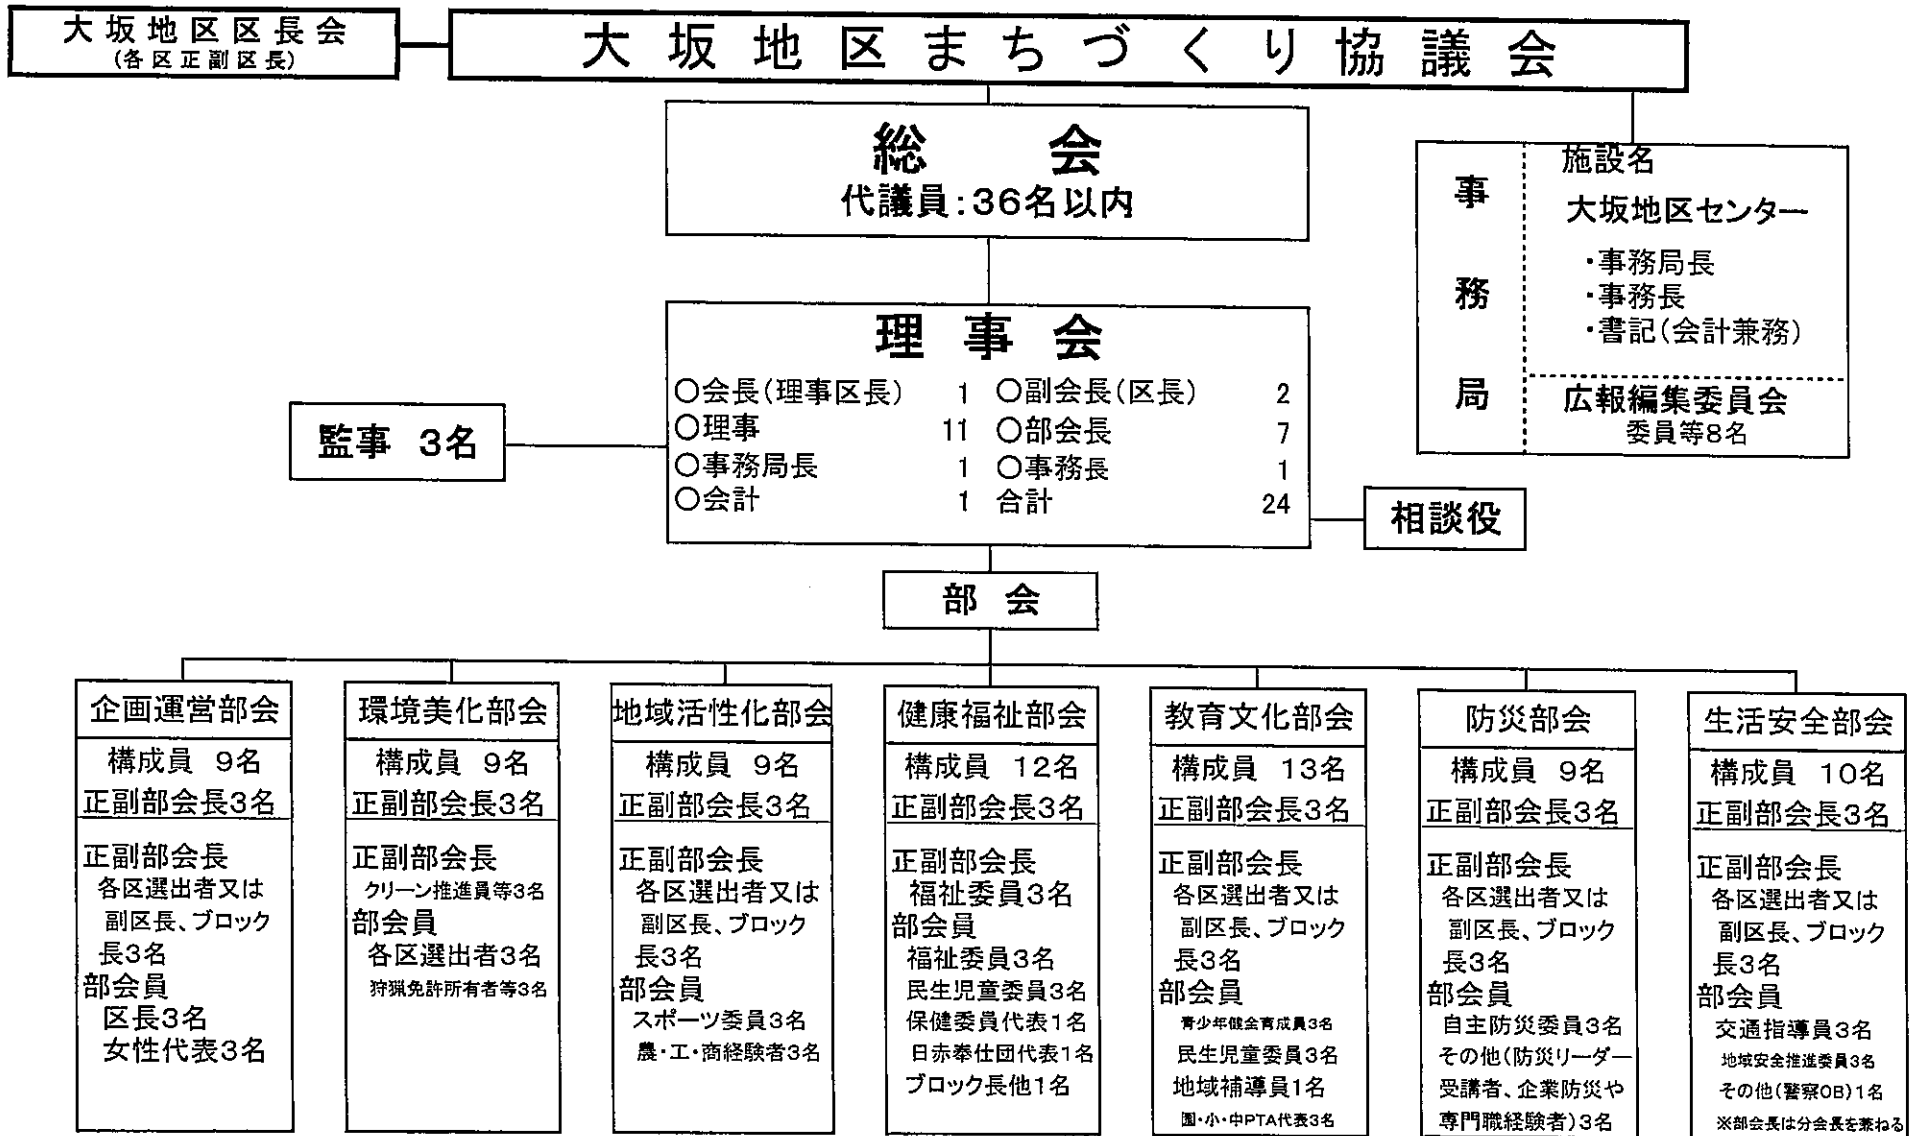 大坂地区区長会
(各区正副区長)
大坂地区まちづくり協議会
総会
代議員:36名以内
事務局
施設名
大坂地区センター
・事務局長
・事務長
・書記(会計兼務)
広報編集委員会
委員等8名
理事会
○会長(理事区長) 1 ○副会長(区長) 2
○理事 11 ○部会長 7
○事務局長 1 ○事務長 1
○会計 1 合計 24
監事 3名
相談役
部会
企画運営部会
構成員 9名
正副部会長3名
正副部会長
各区選出者又は
副区長、ブロック
長3名
部会員
区長3名
女性代表3名
環境美化部会
構成員 9名
正副部会長3名
正副部会長
クリーン推進員等3名
部会員
各区選出者3名
狩猟免許所有者等3名
地域活性化部会
構成員 9名
正副部会長3名
正副部会長
各区選出者又は
副区長、ブロック
長3名
部会員
スポーツ委員3名
農・工・商経験者3名
健康福祉部会
構成員 12名
正副部会長3名
正副部会長
福祉委員3名
部会員
福祉委員3名
民生児童委員3名
保健委員代表1名
日赤奉仕団代表1名
ブロック長他1名
教育文化部会
構成員 13名
正副部会長3名
正副部会長
各区選出者又は
副区長、ブロック
長3名
部会員
青少年健全育成員3名
民生児童委員3名
地域補導員1名
園・小・中PTA代表3名
防災部会
構成員 9名
正副部会長3名
正副部会長
各区選出者又は
副区長、ブロック
長3名
部会員
自主防災委員3名
その他(防災リーダー
受講者、企業防災や
専門職経験者)3名
生活安全部会
構成員 10名
正副部会長3名
正副部会長
各区選出者又は
副区長、ブロック
長3名
部会員
交通指導員3名
地域安全推進委員3名
その他(警察OB)1名
※部会長は分会長を兼ねる